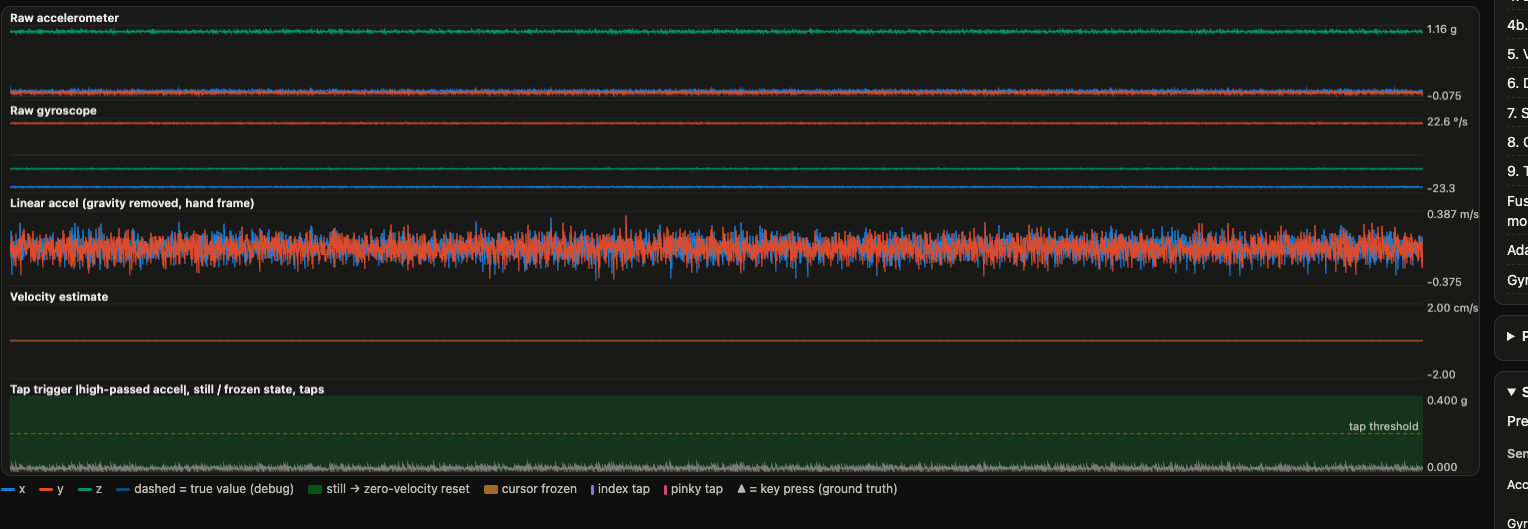 Raw accelerometer
1.16 g
-0.075
Raw gyroscope
22.6 °/s
-23.3
Linear accel (gravity removed, hand frame)
0.387 m/s
-0.375
Velocity estimate
2.00 cm/s
-2.00
Tap trigger |high-passed accel|, still / frozen state, taps
0.400 g
tap threshold
0.000
x y z dashed = true value (debug) still → zero-velocity reset cursor frozen index tap pinky tap ▲ = key press (ground truth)
4b.
5. V
6. D
7. S
8. C
9. T
Fus
mo
Ada
Gyr
▶ P
▼ S
Pre
Sen
Acc
Gyr